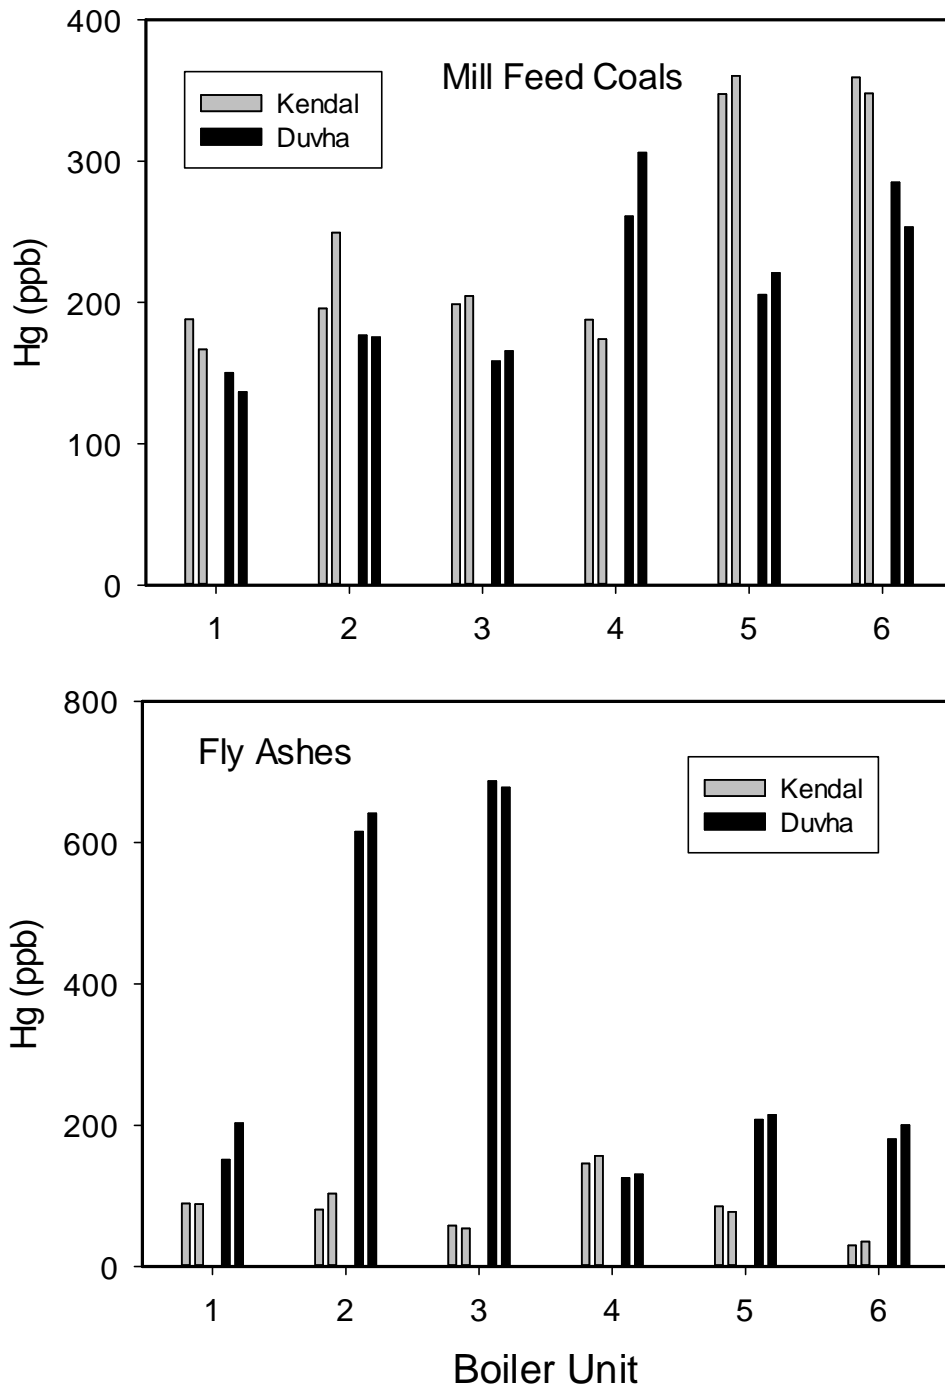 Mill Feed Coals
Kendal
Duvha
Hg (ppb)
400
300
200
100
0
1 2 3 4 5 6
Fly Ashes
Kendal
Duvha
Hg (ppb)
800
600
400
200
0
1 2 3 4 5 6
Boiler Unit